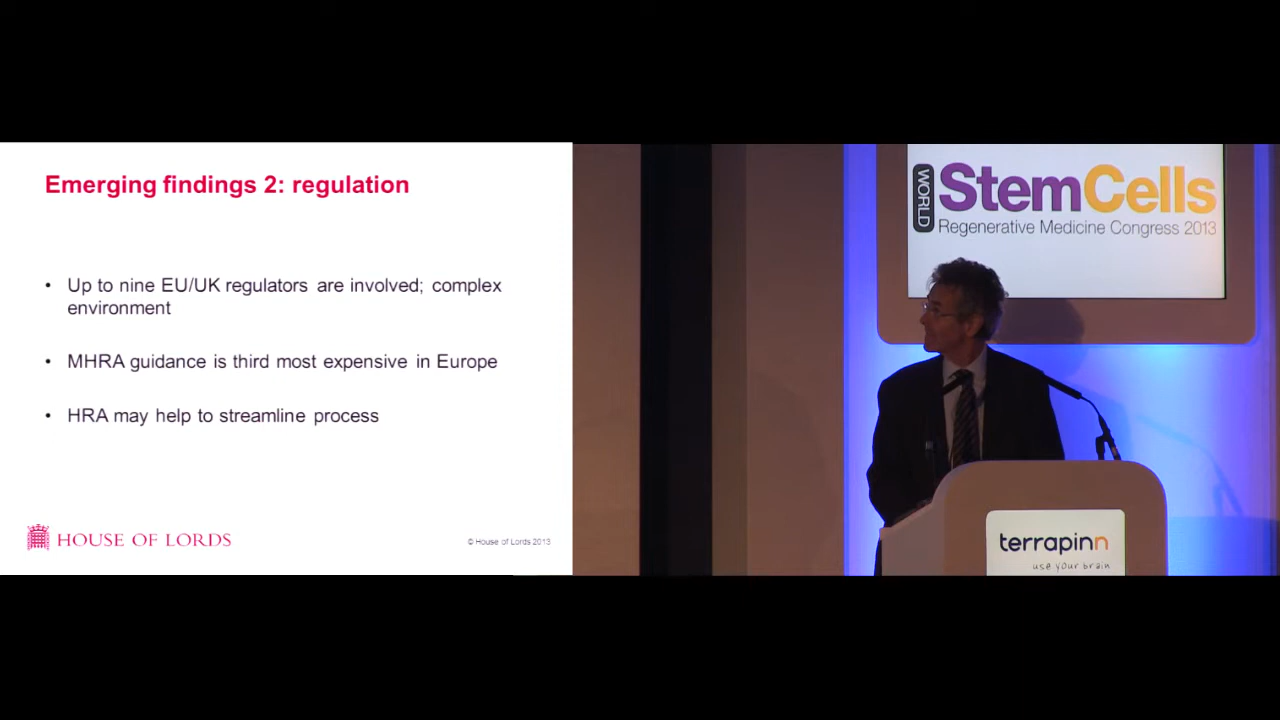 Emerging findings 2: regulation
• Up to nine EU/UK regulators are involved; complex
environment
• MHRA guidance is third most expensive in Europe
• HRA may help to streamline process
HOUSE OF LORDS
© House of Lords 2013
WORLD
StemCells
Regenerative Medicine Congress 2013
terrapinn
use your brain